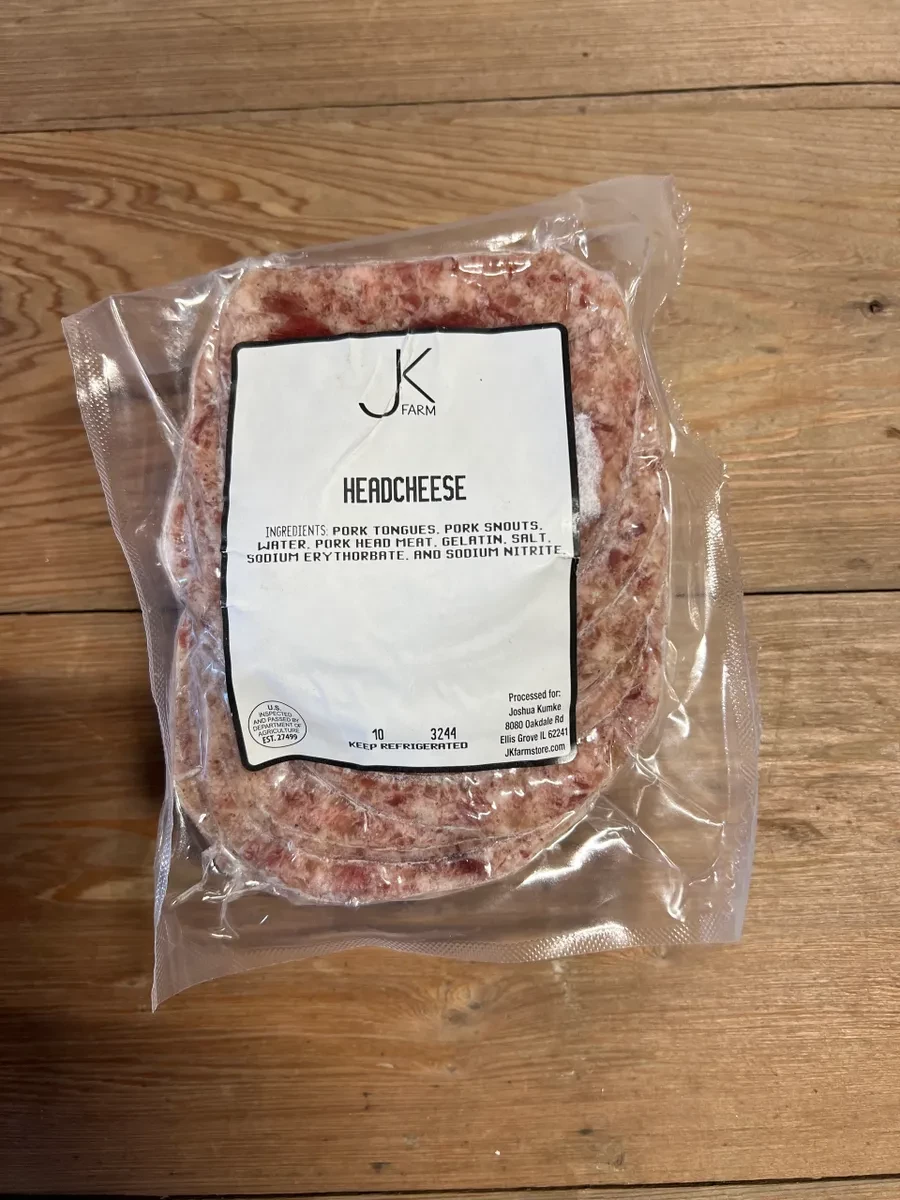 JK
FARM
HEADCHEESE
INGREDIENTS: PORK TONGUES, PORK SNOUTS,
WATER, PORK HEAD MEAT, GELATIN, SALT,
SODIUM ERYTHORBATE, AND SODIUM NITRITE.
U.S.
INSPECTED
AND PASSED BY
DEPARTMENT OF
AGRICULTURE
EST. 27499
10 3244
KEEP REFRIGERATED
Processed for:
Joshua Kumke
8080 Oakdale Rd
Ellis Grove IL 62241
JKfarmstore.com